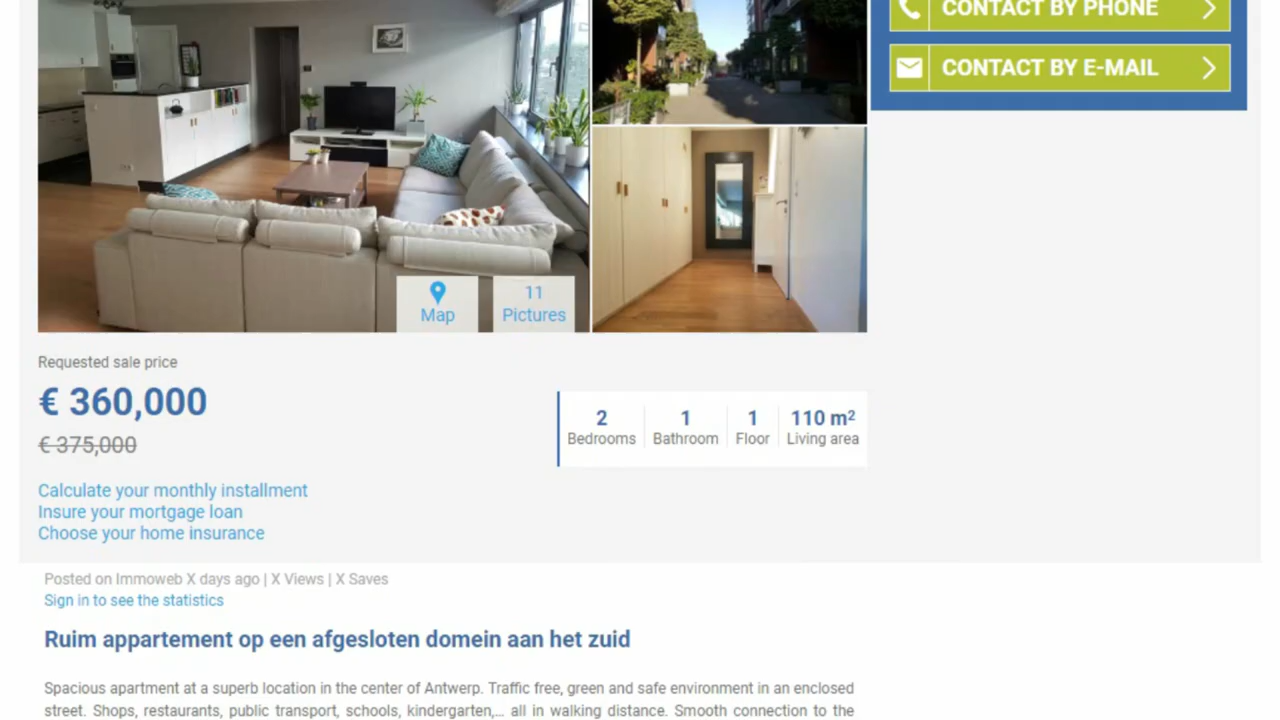 CONTACT BY PHONE
CONTACT BY E-MAIL
Map
11
Pictures
Requested sale price
€ 360,000
€ 375,000
2
Bedrooms
1
Bathroom
1
Floor
110 m²
Living area
Calculate your monthly installment
Insure your mortgage loan
Choose your home insurance
Posted on Immoweb X days ago | X Views | X Saves
Sign in to see the statistics
Ruim appartement op een afgesloten domein aan het zuid
Spacious apartment at a superb location in the center of Antwerp. Traffic free, green and safe environment in an enclosed
street. Shops, restaurants, public transport, schools, kindergarten,... all in walking distance. Smooth connection to the